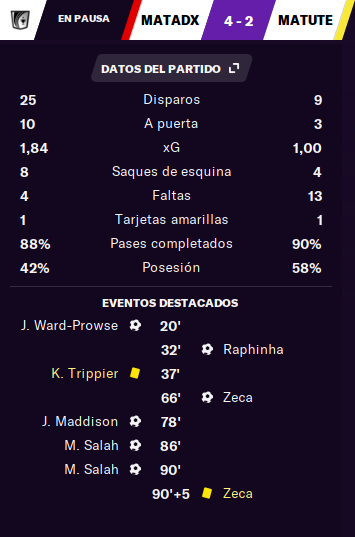 EN PAUSA MATADX 4 - 2 MATUTE
DATOS DEL PARTIDO
25 Disparos 9
10 A puerta 3
1,84 xG 1,00
8 Saques de esquina 4
4 Faltas 13
1 Tarjetas amarillas 1
88% Pases completados 90%
42% Posesión 58%
EVENTOS DESTACADOS
J. Ward-Prowse 20'
32' Raphinha
K. Trippier 37'
66' Zeca
J. Maddison 78'
M. Salah 86'
M. Salah 90'
90'+5 Zeca